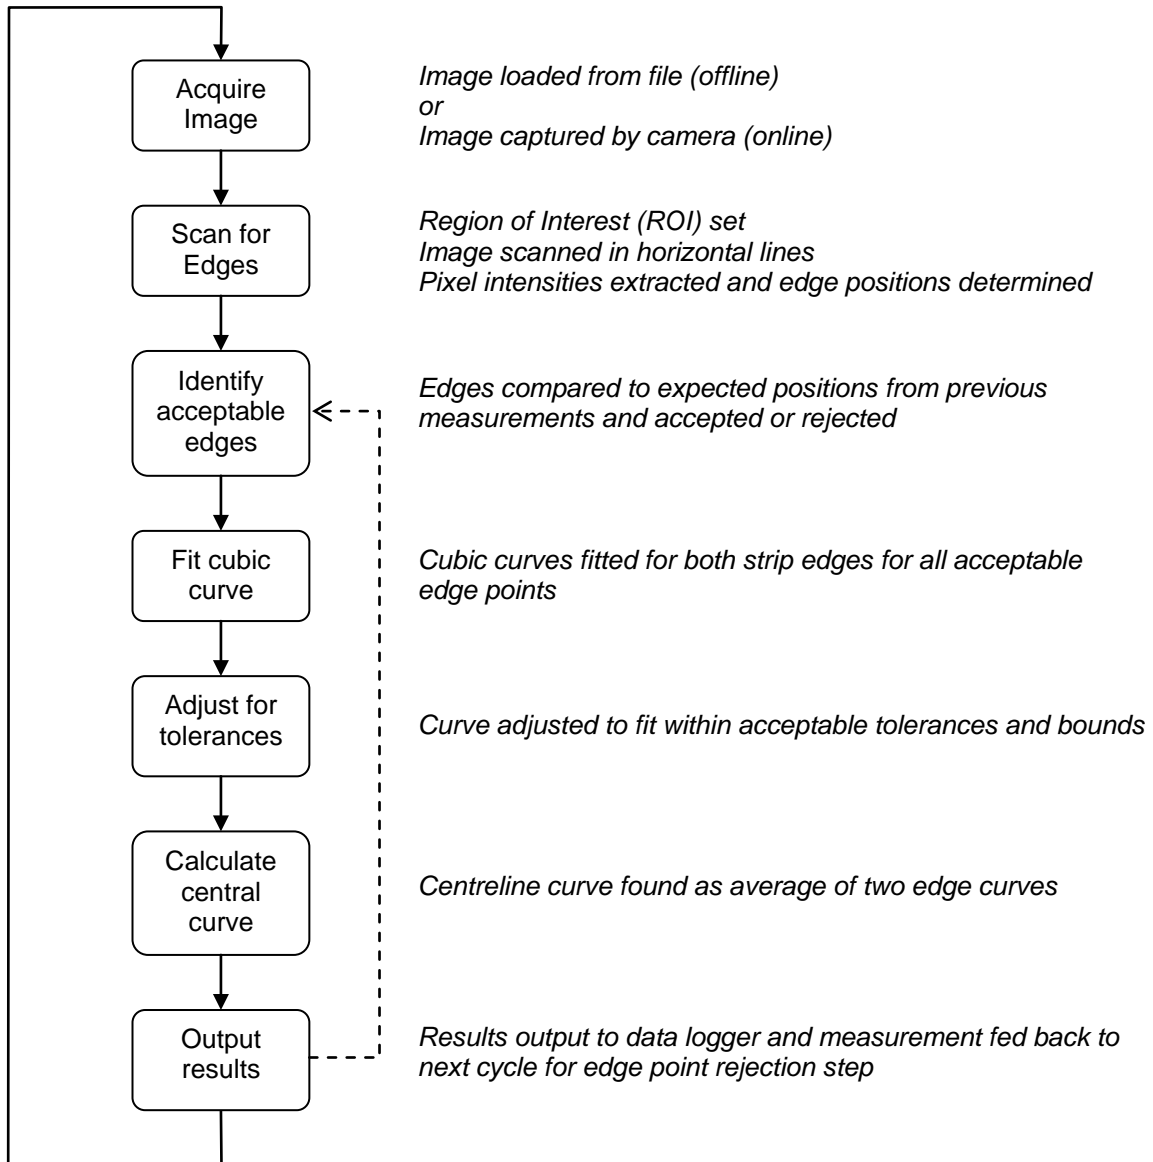 Acquire
Image
Image loaded from file (offline)
or
Image captured by camera (online)
Scan for
Edges
Region of Interest (ROI) set
Image scanned in horizontal lines
Pixel intensities extracted and edge positions determined
Identify
acceptable
edges
Edges compared to expected positions from previous
measurements and accepted or rejected
Fit cubic
curve
Cubic curves fitted for both strip edges for all acceptable
edge points
Adjust for
tolerances
Curve adjusted to fit within acceptable tolerances and bounds
Calculate
central
curve
Centreline curve found as average of two edge curves
Output
results
Results output to data logger and measurement fed back to
next cycle for edge point rejection step